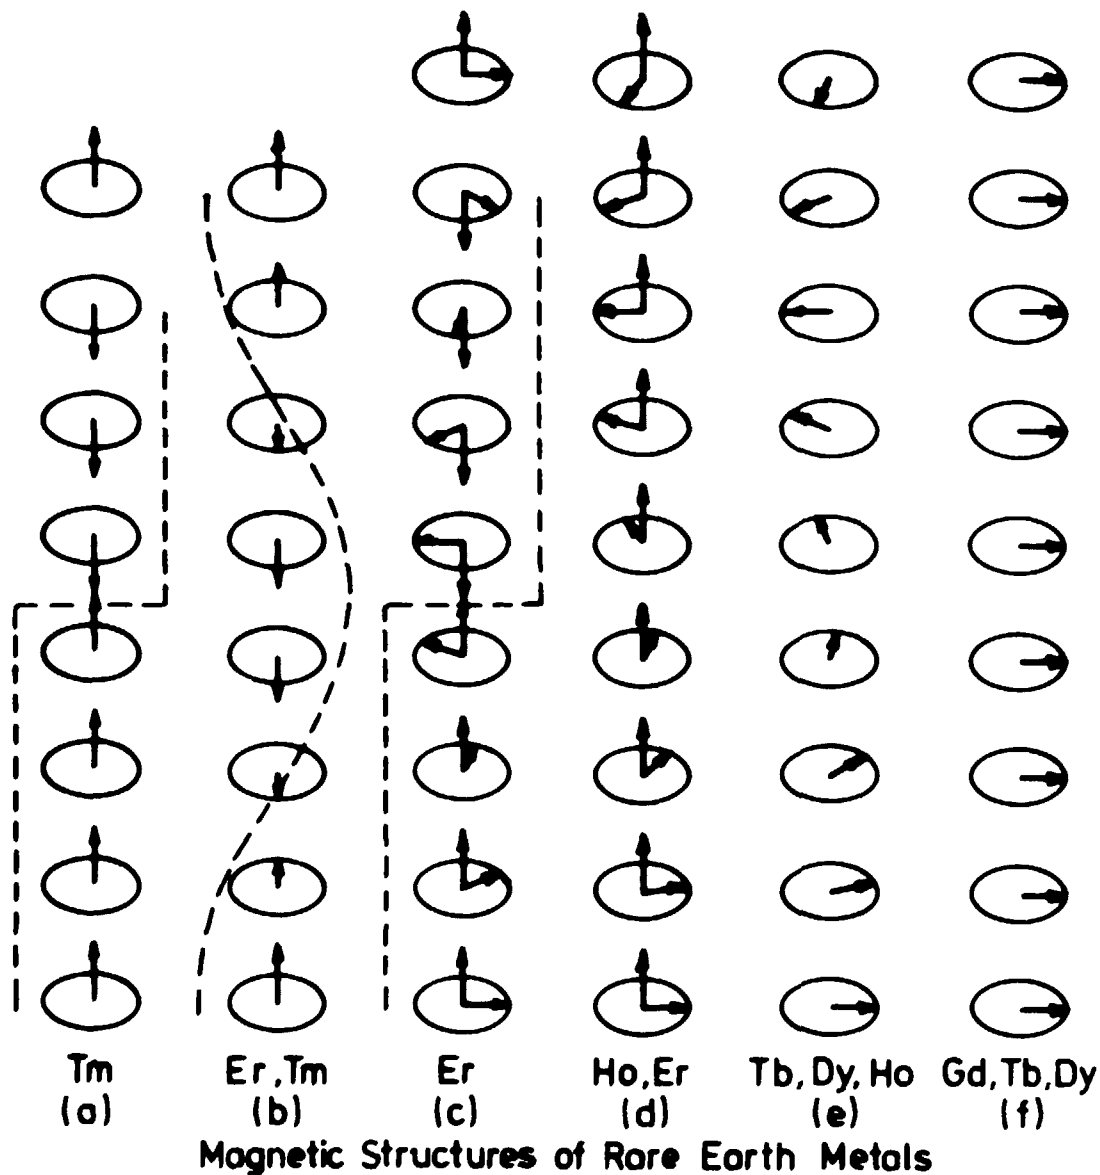 Tm Er,Tm Er Ho,Er Tb,Dy,Ho Gd,Tb,Dy
(a) (b) (c) (d) (e) (f)
Magnetic Structures of Rare Earth Metals